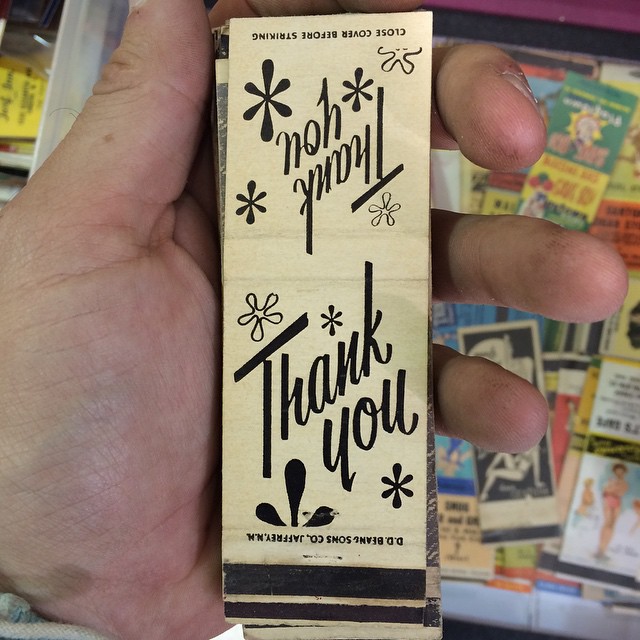 CLOSE COVER BEFORE STRIKING
Thank
you
Thank
you
D.D. BEAN & SONS CO., JAFFREY, N.H.